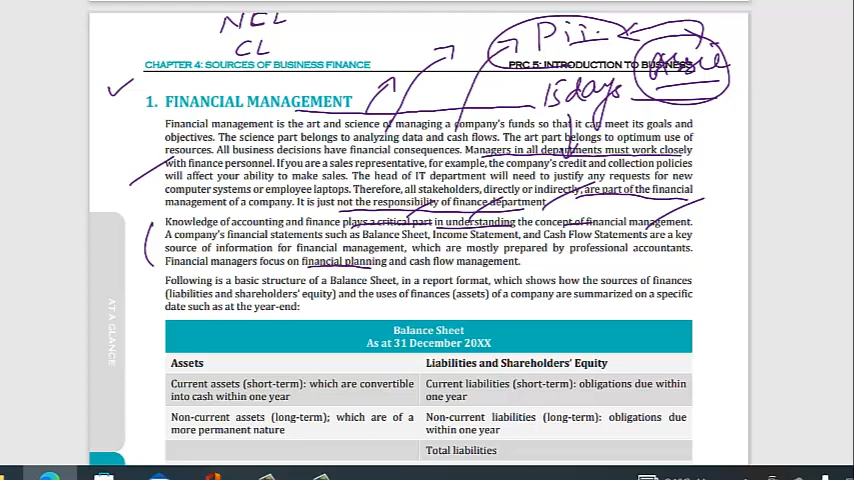 NCL
CL
CHAPTER 4: SOURCES OF BUSINESS FINANCE
PRC 5: INTRODUCTION TO BUSINESS
15 days
1. FINANCIAL MANAGEMENT
Financial management is the art and science of managing a company's funds so that it can meet its goals and
objectives. The science part belongs to analyzing data and cash flows. The art part belongs to optimum use of
resources. All business decisions have financial consequences. Managers in all departments must work closely
with finance personnel. If you are a sales representative, for example, the company's credit and collection policies
will affect your ability to make sales. The head of IT department will need to justify any requests for new
computer systems or employee laptops. Therefore, all stakeholders, directly or indirectly, are part of the financial
management of a company. It is just not the responsibility of finance department
Knowledge of accounting and finance plays a critical part in understanding the concept of financial management.
A company's financial statements such as Balance Sheet, Income Statement, and Cash Flow Statements are a key
source of information for financial management, which are mostly prepared by professional accountants.
Financial managers focus on financial planning and cash flow management.
Following is a basic structure of a Balance Sheet, in a report format, which shows how the sources of finances
(liabilities and shareholders' equity) and the uses of finances (assets) of a company are summarized on a specific
date such as at the year-end:
AT A GLANCE
Balance Sheet
As at 31 December 20XX
Assets
Liabilities and Shareholders' Equity
Current assets (short-term): which are convertible
into cash within one year
Current liabilities (short-term): obligations due within
one year
Non-current assets (long-term; which are of a
more permanent nature
Non-current liabilities (long-term): obligations due
within one year
Total liabilities